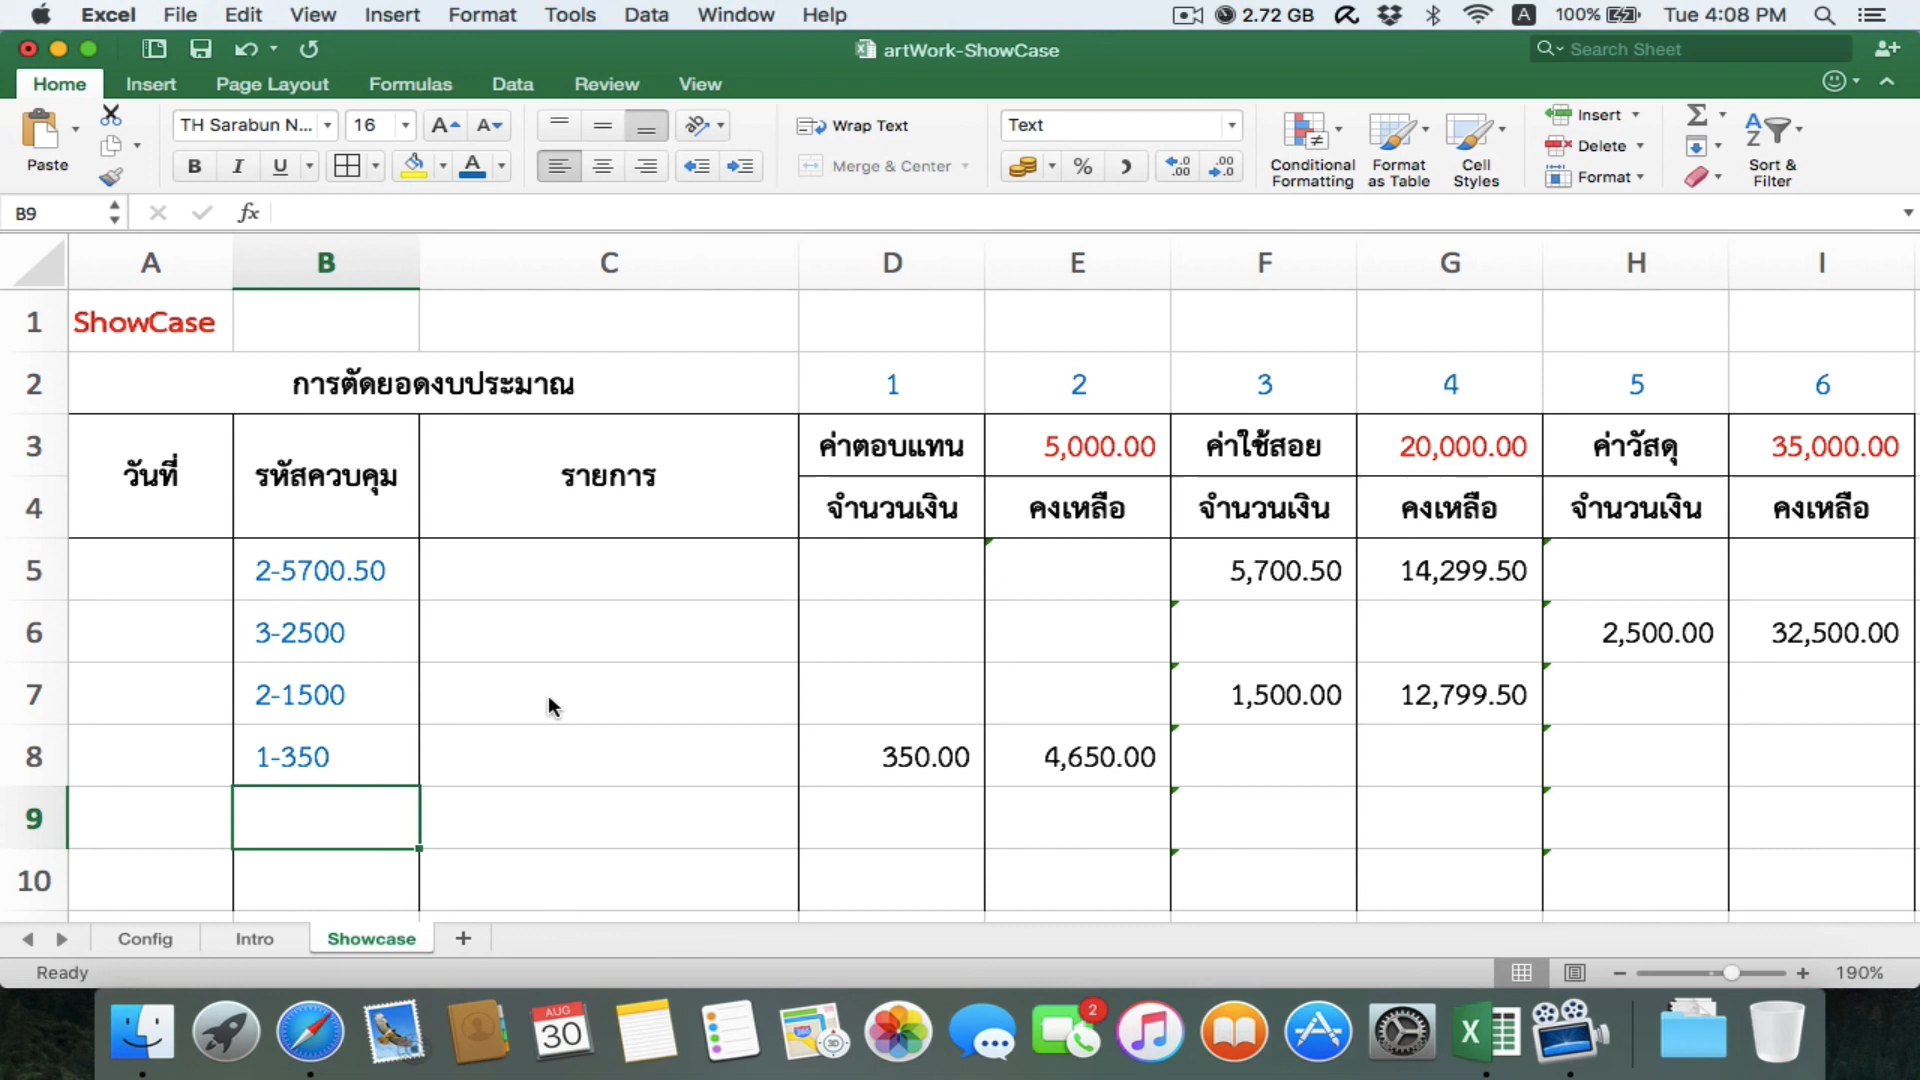 Excel File Edit View Insert Format Tools Data Window Help 2.72 GB A 100% Tue 4:08 PM
artWork-ShowCase Search Sheet
Home Insert Page Layout Formulas Data Review View
TH Sarabun N... 16 A A Wrap Text Text Insert
Delete
Paste B I U A Merge & Center % Conditional Formatting Format as Table Cell Styles Format Sort & Filter
B9 fx
A B C D E F G H I
1 ShowCase
2 การตัดยอดงบประมาณ 1 2 3 4 5 6
3 วันที่ รหัสควบคุม รายการ ค่าตอบแทน 5,000.00 ค่าใช้สอย 20,000.00 ค่าวัสดุ 35,000.00
4 จำนวนเงิน คงเหลือ จำนวนเงิน คงเหลือ จำนวนเงิน คงเหลือ
5 2-5700.50 5,700.50 14,299.50
6 3-2500 2,500.00 32,500.00
7 2-1500 1,500.00 12,799.50
8 1-350 350.00 4,650.00
9
10
Config Intro Showcase +
Ready 190%
AUG
30
2
3D